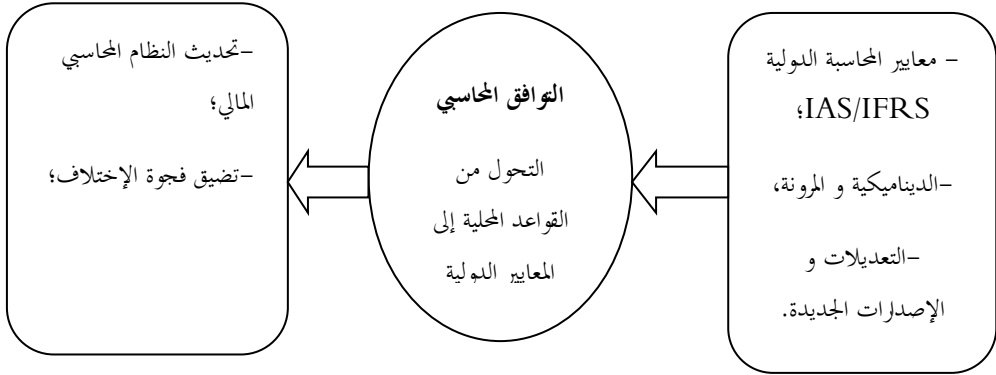 – معايير المحاسبة الدولية
IAS/IFRS؛
–الديناميكية و المرونة،
–التعديلات و
الإصدارات الجديدة.
التوافق المحاسبي
التحول من
القواعد المحلية إلى
المعايير الدولية
–تحديث النظام المحاسبي
المالي؛
–تضيق فجوة الإختلاف؛